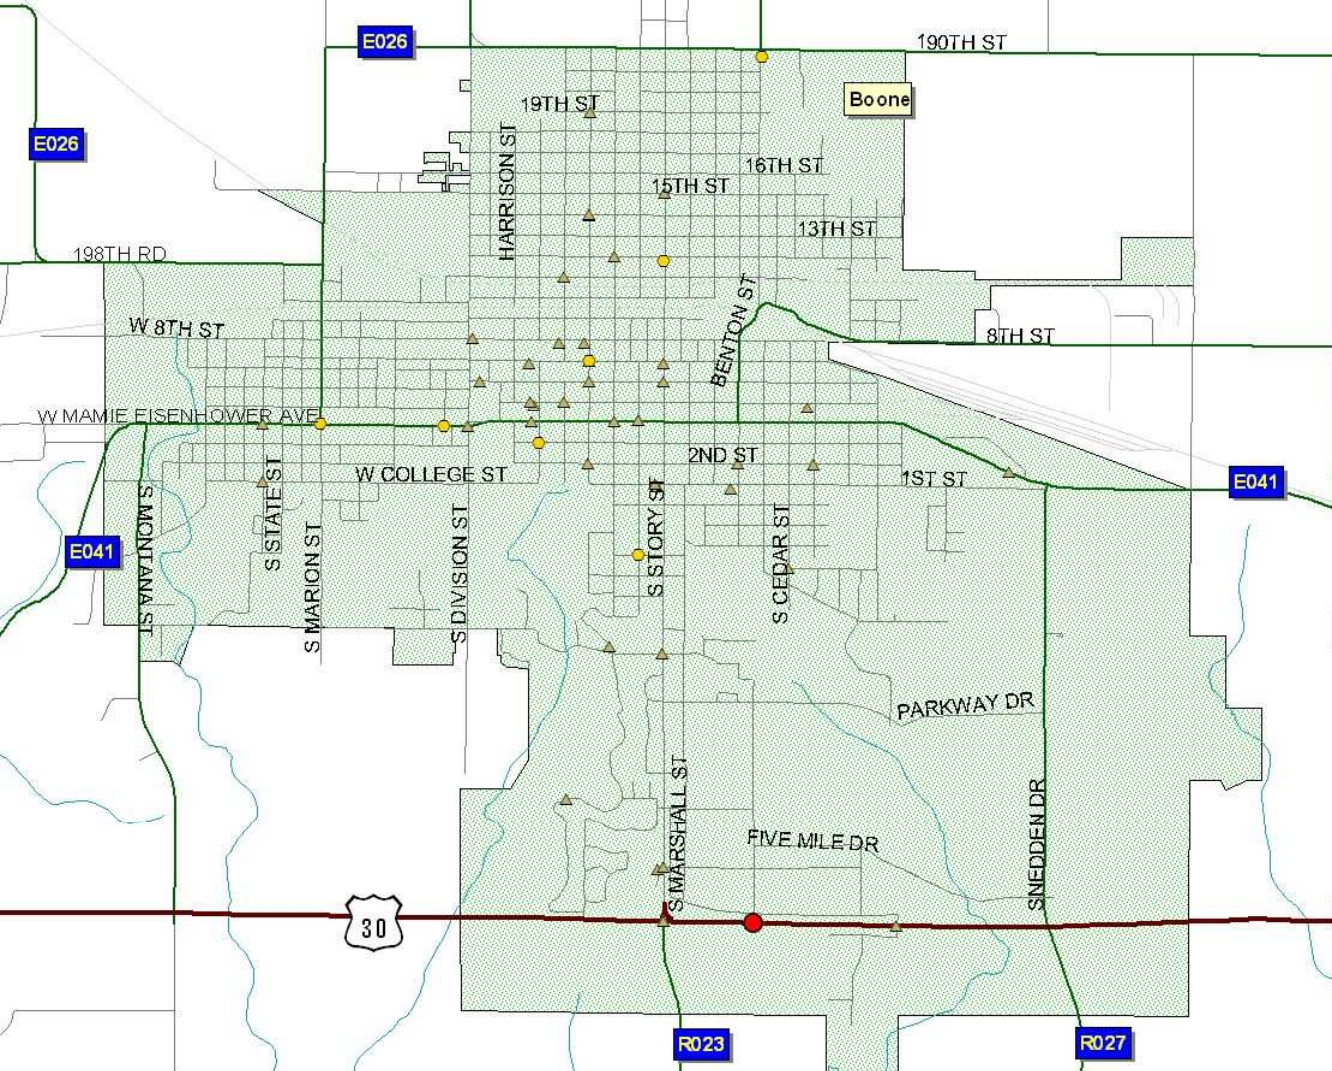 E026
190TH ST
Boone
19TH ST
E026
HARRISON ST
16TH ST
15TH ST
13TH ST
198TH RD
BENTON ST
W 8TH ST
8TH ST
W MAMIE EISENHOWER AVE
2ND ST
W COLLEGE ST
1ST ST
E041
S MONTANA ST
S STATE ST
S MARION ST
S DIVISION ST
S STORY ST
S CEDAR ST
E041
PARKWAY DR
S MARSHALL ST
SNEDDEN DR
FIVE MILE DR
30
R023
R027